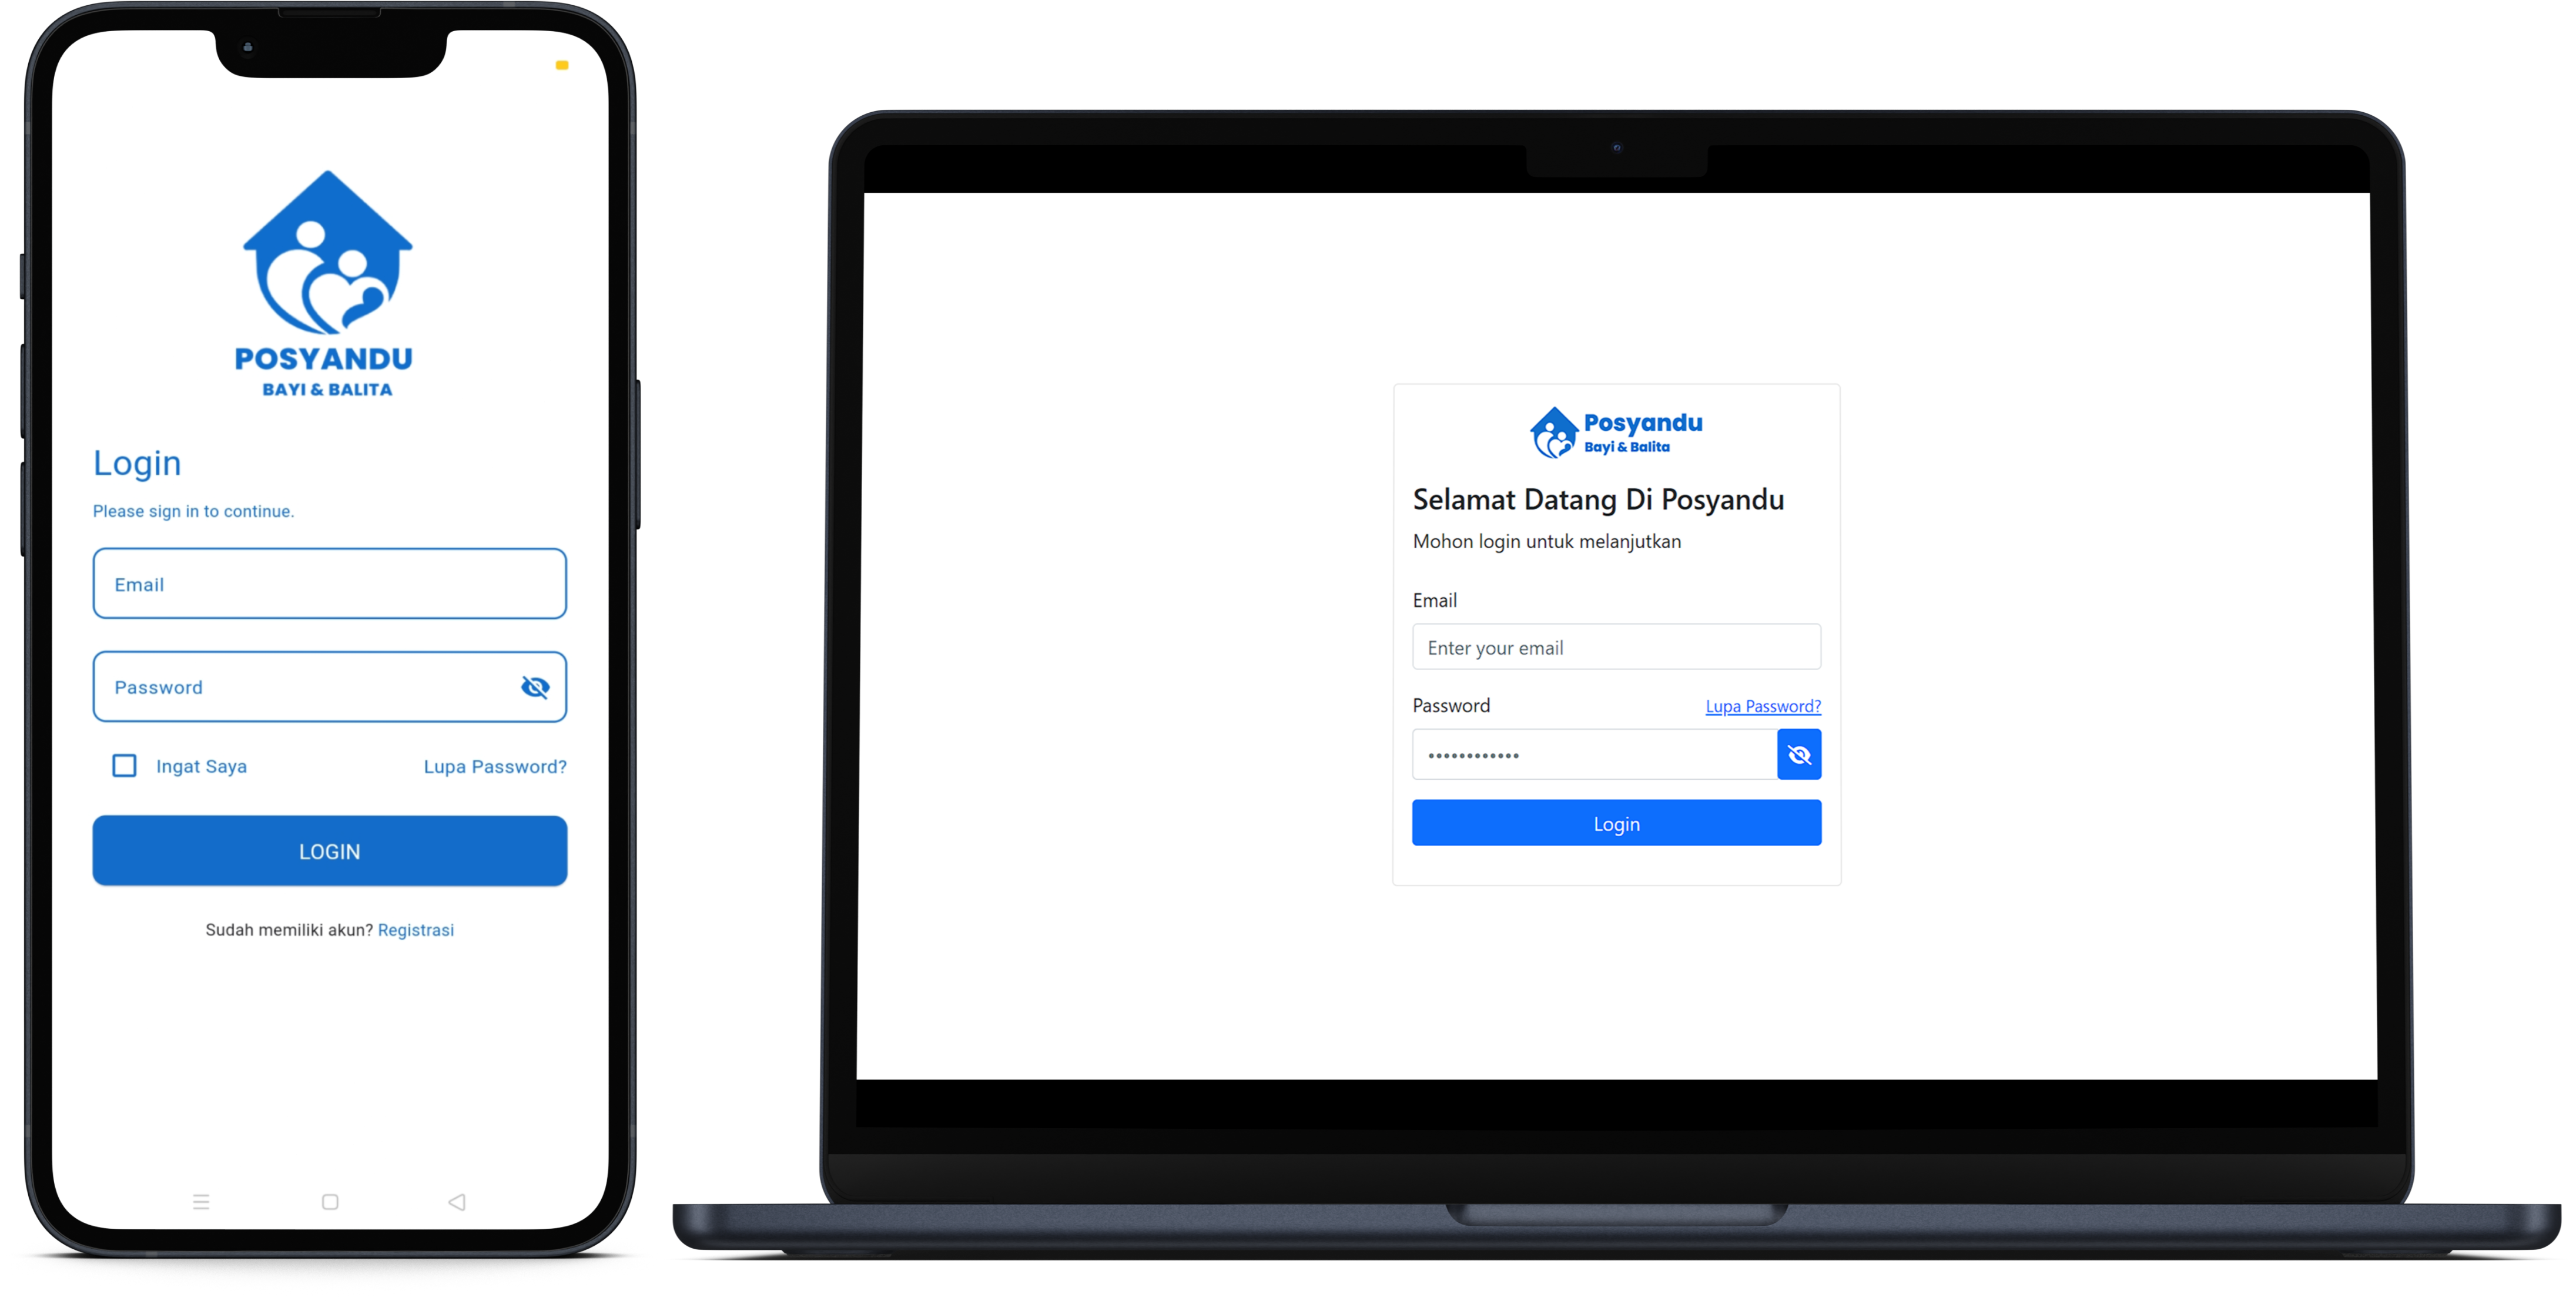 POSYANDU
BAYI & BALITA
Login
Please sign in to continue.
Email
Password
Ingat Saya Lupa Password?
LOGIN
Sudah memiliki akun? Registrasi
Posyandu
Bayi & Balita
Selamat Datang Di Posyandu
Mohon login untuk melanjutkan
Email
Enter your email
Password Lupa Password?
••••••••••••
Login